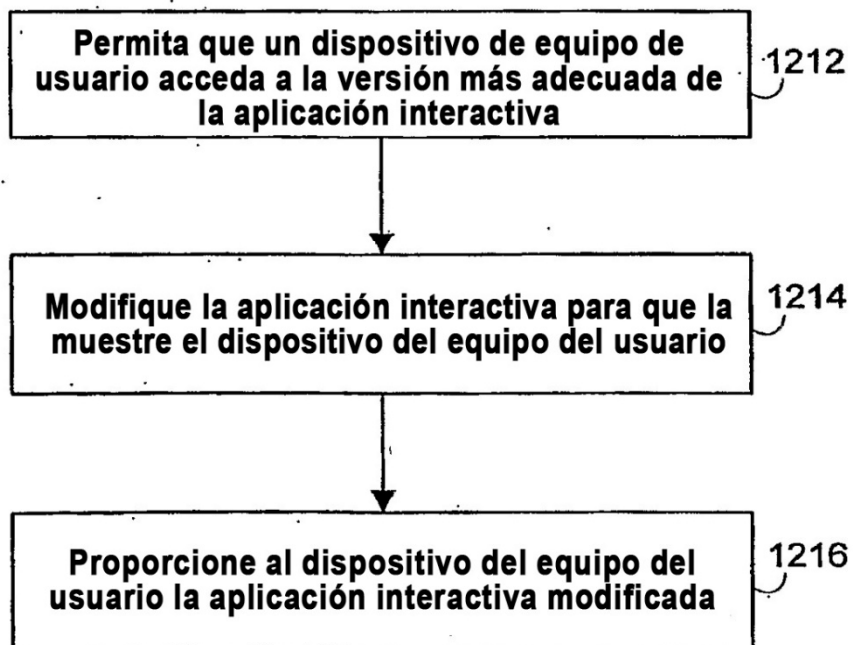 Permita que un dispositivo de equipo de
usuario acceda a la versión más adecuada de
la aplicación interactiva
1212
Modifique la aplicación interactiva para que la
muestre el dispositivo del equipo del usuario
1214
Proporcione al dispositivo del equipo del
usuario la aplicación interactiva modificada
1216